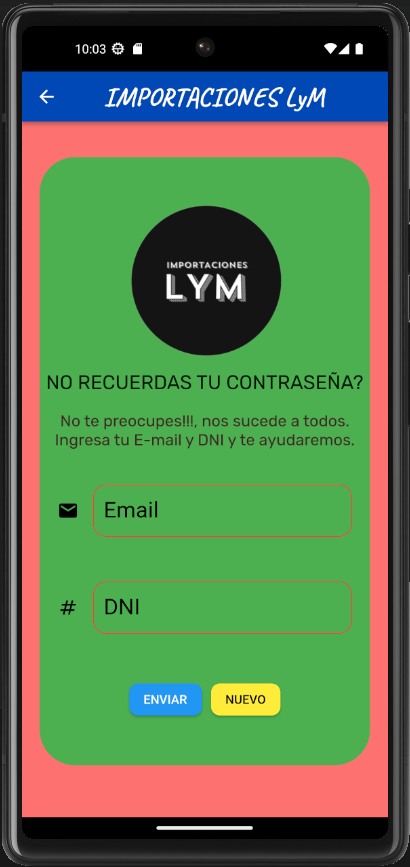 10:03
IMPORTACIONES LyM
IMPORTACIONES
LYM
NO RECUERDAS TU CONTRASEÑA?
No te preocupes!!!, nos sucede a todos.
Ingresa tu E-mail y DNI y te ayudaremos.
Email
# DNI
ENVIAR NUEVO